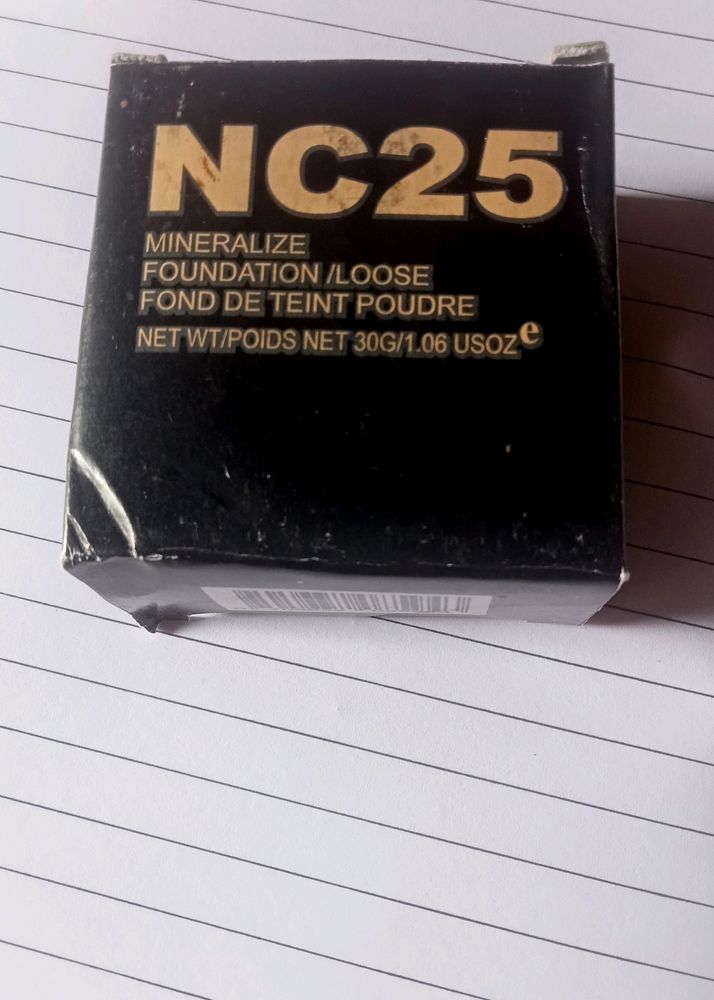 NC25
MINERALIZE
FOUNDATION /LOOSE
FOND DE TEINT POUDRE
NET WT/POIDS NET 30G/1.06 USOZ e